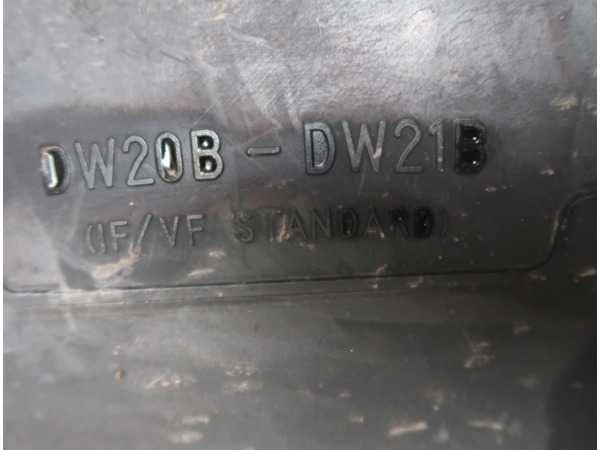 DW20B - DW21B
(IF/VF STANDARD)